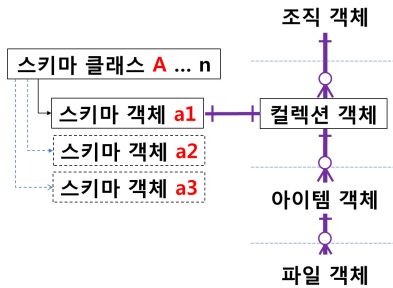 조직 객체
스키마 클래스 A ... n
스키마 객체 a1
컬렉션 객체
스키마 객체 a2
스키마 객체 a3
아이템 객체
파일 객체